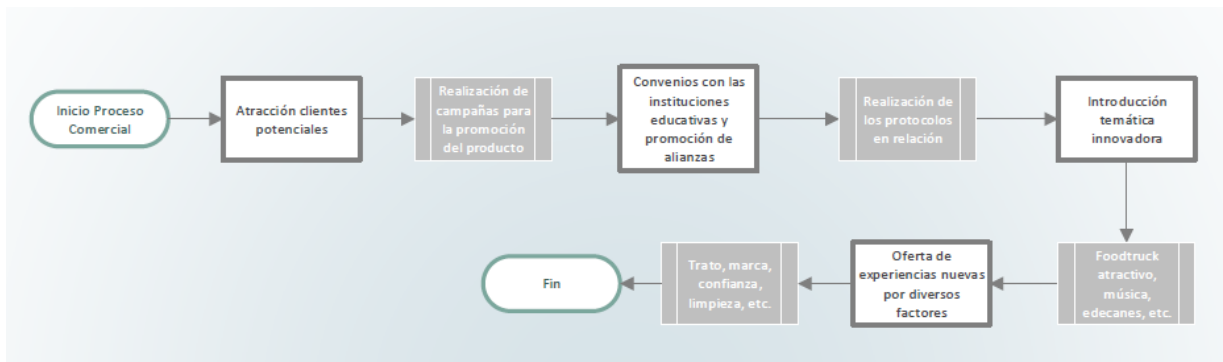 Inicio Proceso
Comercial
Atracción clientes
potenciales
Realización de
campañas para
la promoción
del producto
Convenios con las
instituciones
educativas y
promoción de
alianzas
Realización de
los protocolos
en relación
Introducción
temática
innovadora
Foodtruck
atractivo,
música,
edecanes, etc.
Oferta de
experiencias nuevas
por diversos
factores
Trato, marca,
confianza,
limpieza, etc.
Fin